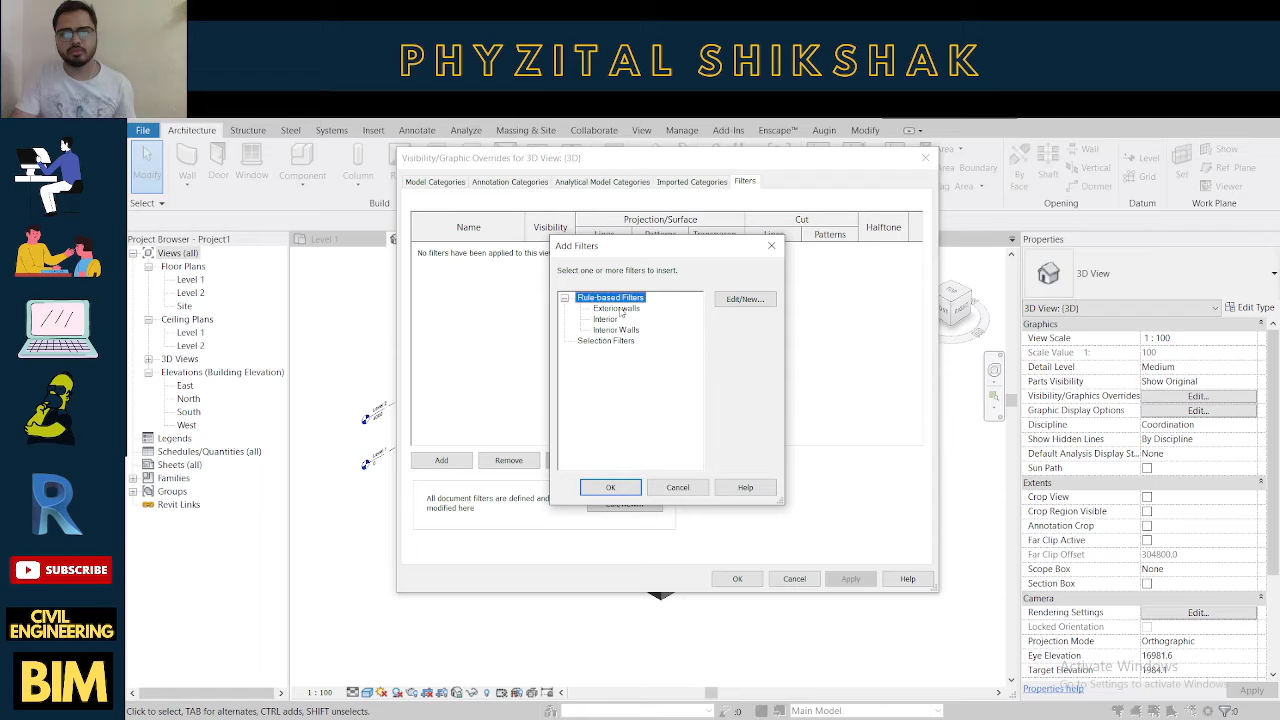 PHYZITAL SHIKSHAK
File Architecture Structure Steel Systems Insert Annotate Analyze Massing & Site Collaborate View Manage Add-Ins Enscape™ Augin Modify
Modify Wall Door Window Component Column
Select Build
By Face Shaft Wall Vertical Dormer Level Grid Set Show Ref Plane Viewer
Visibility/Graphic Overrides for 3D View: {3D}
Model Categories Annotation Categories Analytical Model Categories Imported Categories Filters
Name Visibility Projection/Surface Cut Halftone
Patterns
No filters have been applied to this
Add Remove
All document filters are defined and
modified here
OK Cancel Apply Help
Add Filters
Select one or more filters to insert.
Rule-based Filters
Interior
Interior Walls
Selection Filters
Edit/New...
OK Cancel Help
Project Browser - Project1
Views (all)
Floor Plans
Level 1
Level 2
Site
Ceiling Plans
Level 1
Level 2
3D Views
Elevations (Building Elevation)
East
North
South
West
Legends
Schedules/Quantities (all)
Sheets (all)
Families
Groups
Revit Links
Level 1
Properties
3D View
3D View: {3D} Edit Type
Graphics
View Scale 1 : 100
Scale Value 1: 100
Detail Level Medium
Parts Visibility Show Original
Visibility/Graphics Overrides Edit...
Graphic Display Options Edit...
Discipline Coordination
Show Hidden Lines By Discipline
Default Analysis Display St... None
Sun Path
Extents
Crop View
Crop Region Visible
Annotation Crop
Far Clip Active
Far Clip Offset 304800.0
Scope Box None
Section Box
Camera
Rendering Settings Edit...
Locked Orientation
Projection Mode Orthographic
Eye Elevation 16981.6
Target Elevation 1984.1
Properties help Apply
Activate Windows
Go to Settings to activate Windows.
1 : 100
Click to select, TAB for alternates, CTRL adds, SHIFT unselects.
:0 Main Model :0
R
SUBSCRIBE
CIVIL
ENGINEERING
BIM